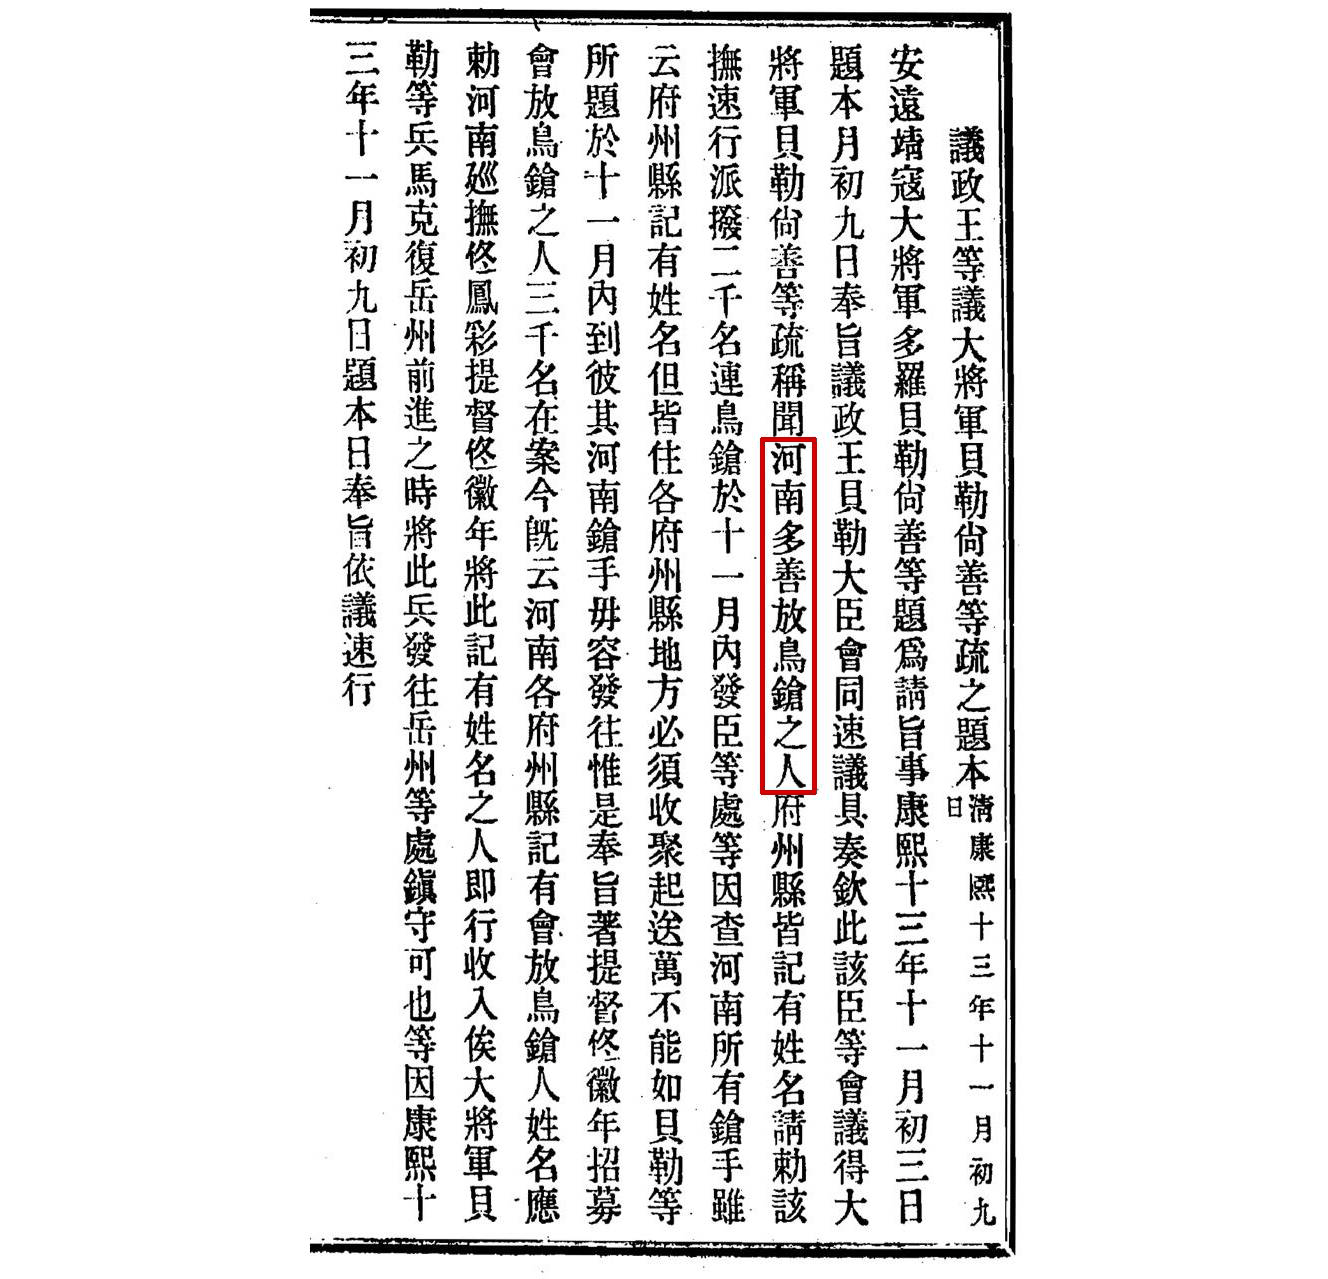 議政王等議大將軍貝勒尙善等疏之題本淸康熙十三年十一月初九日
安遠靖寇大將軍多羅貝勒尙善等題爲請旨事康熙十三年十一月初三日
題本月初九日奉旨議政王貝勒大臣會同速議具奏欽此該臣等會議得大
將軍貝勒尙善等疏稱聞河南多善放鳥鎗之人府州縣皆記有姓名請勅該
撫速行派撥二千名連鳥鎗於十一月內發臣等處等因查河南所有鎗手雖
云府州縣記有姓名但皆住各府州縣地方必須收聚起送萬不能如貝勒等
所題於十一月內到彼其河南鎗手毋容發往惟是奉旨著提督佟徽年招募
會放鳥鎗之人三千名在案今旣云河南各府州縣記有會放鳥鎗人姓名應
勅河南廵撫佟鳳彩提督佟徽年將此記有姓名之人即行收入俟大將軍貝
勒等兵馬克復岳州前進之時將此兵發往岳州等處鎭守可也等因康熙十
三年十一月初九日題本日奉旨依議速行